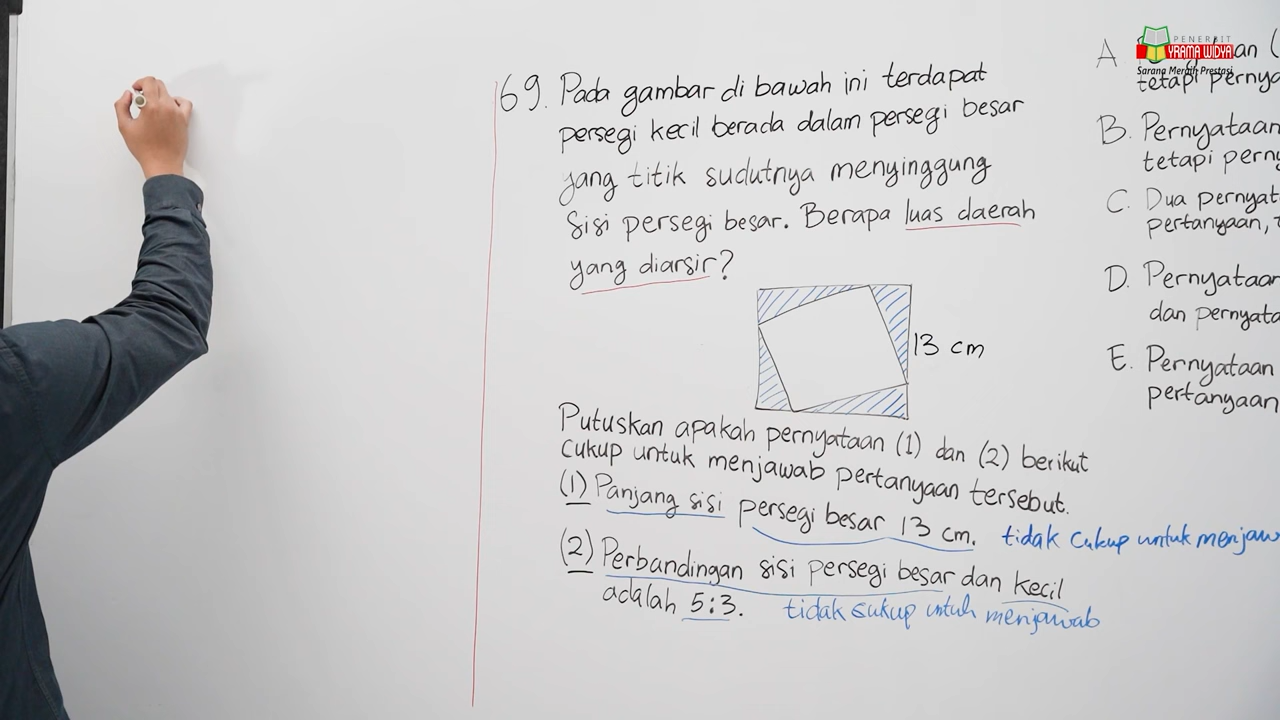 69. Pada gambar di bawah ini terdapat
persegi kecil berada dalam persegi besar
yang titik sudutnya menyinggung
sisi persegi besar. Berapa luas daerah
yang diarsir?
13 cm
Putuskan apakah pernyataan (1) dan (2) berikut
cukup untuk menjawab pertanyaan tersebut.
(1) Panjang sisi persegi besar 13 cm. tidak cukup untuk menjaw
(2) Perbandingan sisi persegi besar dan kecil
adalah 5:3. tidak cukup untuk menjawab
A.
tetapi pernya
B. Pernyataan
tetapi perny
C. Dua pernyat
pertanyaan,
D. Pernyataan
dan pernyata
E. Pernyataan
pertanyaan
PENERBIT
YRAMA WIDYA
Sarana Meraih Prestasi